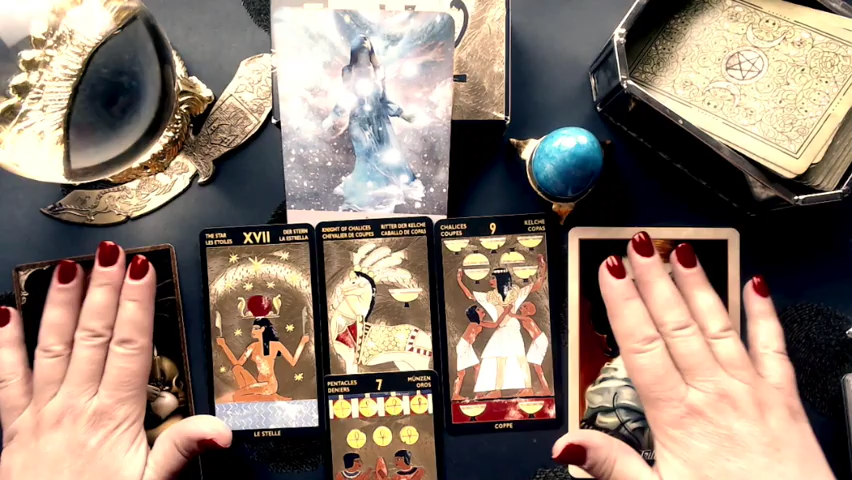 THE STAR
LES ETOILES
XVII
DER STERN
LA ESTRELLA
LE STELLE
KNIGHT OF CHALICES
CHEVALIER DE COUPES
RITTER DER KELCHE
CABALLO DE COPAS
CHALICES
COUPES
9
KELCHE
COPAS
COPPE
PENTACLES
DENIERS
7
MÜNZEN
OROS